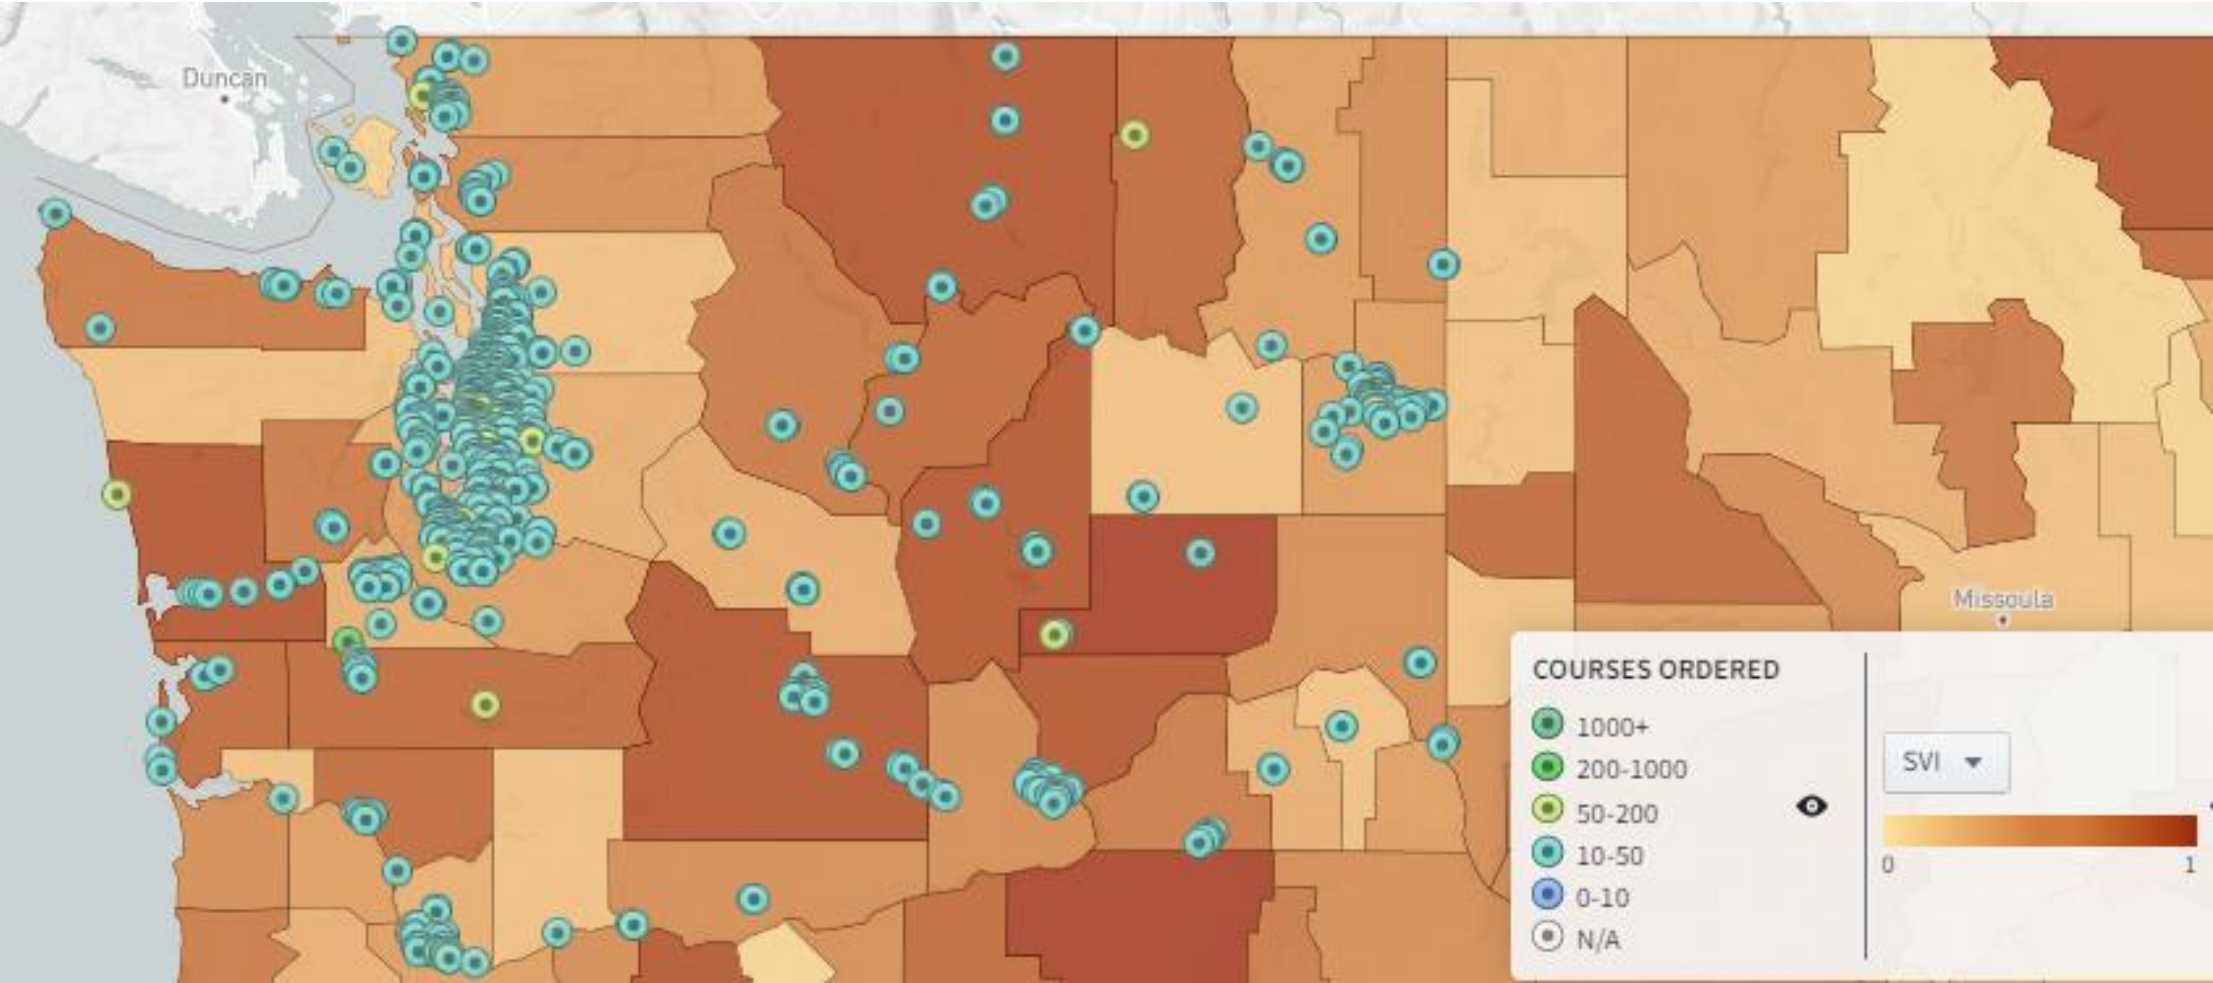 Duncan
Missoula
COURSES ORDERED
1000+
200-1000
50-200
10-50
0-10
N/A
SVI
0
1